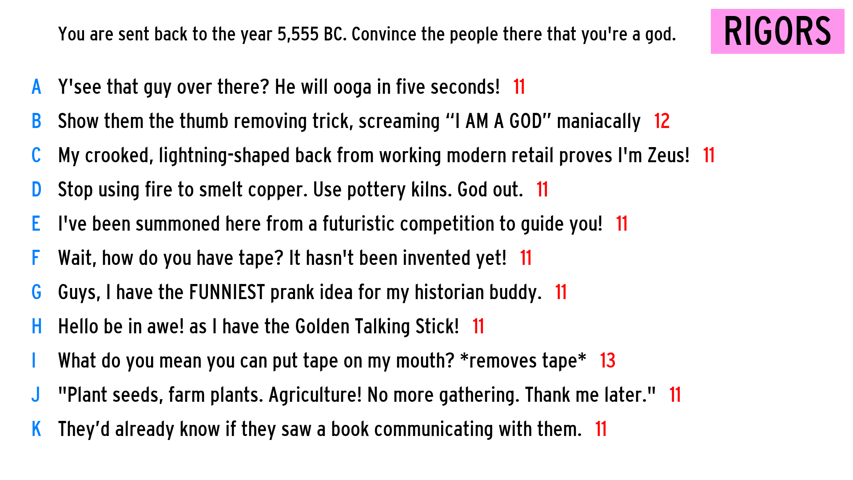 You are sent back to the year 5,555 BC. Convince the people there that you're a god.
RIGORS
A Y'see that guy over there? He will ooga in five seconds! 11
B Show them the thumb removing trick, screaming “I AM A GOD” maniacally 12
C My crooked, lightning-shaped back from working modern retail proves I'm Zeus! 11
D Stop using fire to smelt copper. Use pottery kilns. God out. 11
E I've been summoned here from a futuristic competition to guide you! 11
F Wait, how do you have tape? It hasn't been invented yet! 11
G Guys, I have the FUNNIEST prank idea for my historian buddy. 11
H Hello be in awe! as I have the Golden Talking Stick! 11
I What do you mean you can put tape on my mouth? *removes tape* 13
J "Plant seeds, farm plants. Agriculture! No more gathering. Thank me later." 11
K They’d already know if they saw a book communicating with them. 11